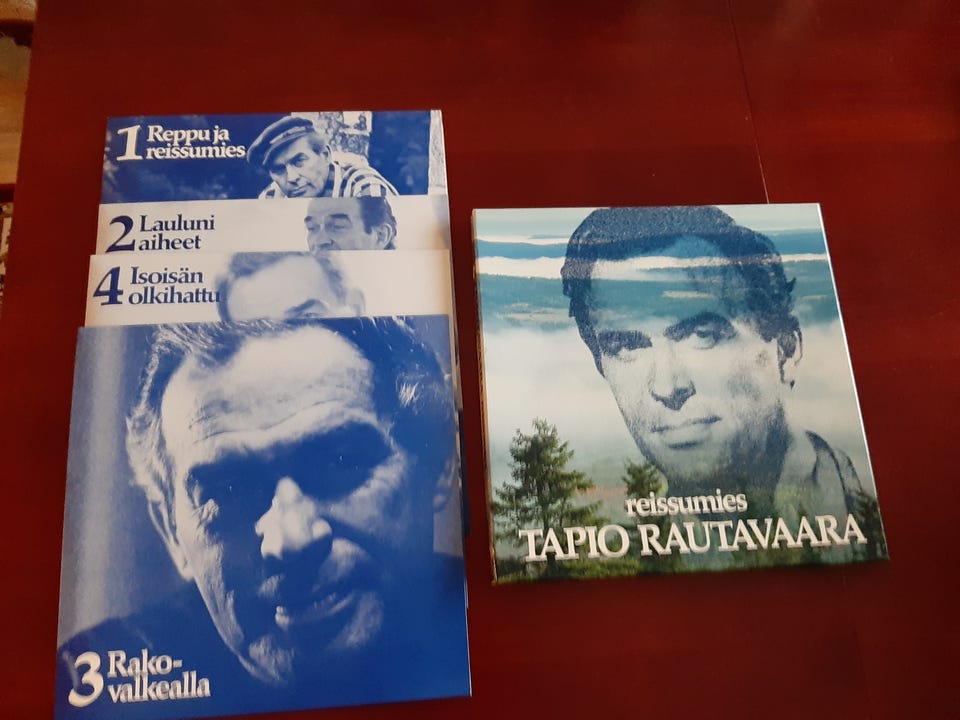 1 Reppu ja
reissumies
2 Lauluni
aiheet
4 Isoisän
olkihattu
3 Rako-
valkealla
reissumies
TAPIO RAUTAVAARA